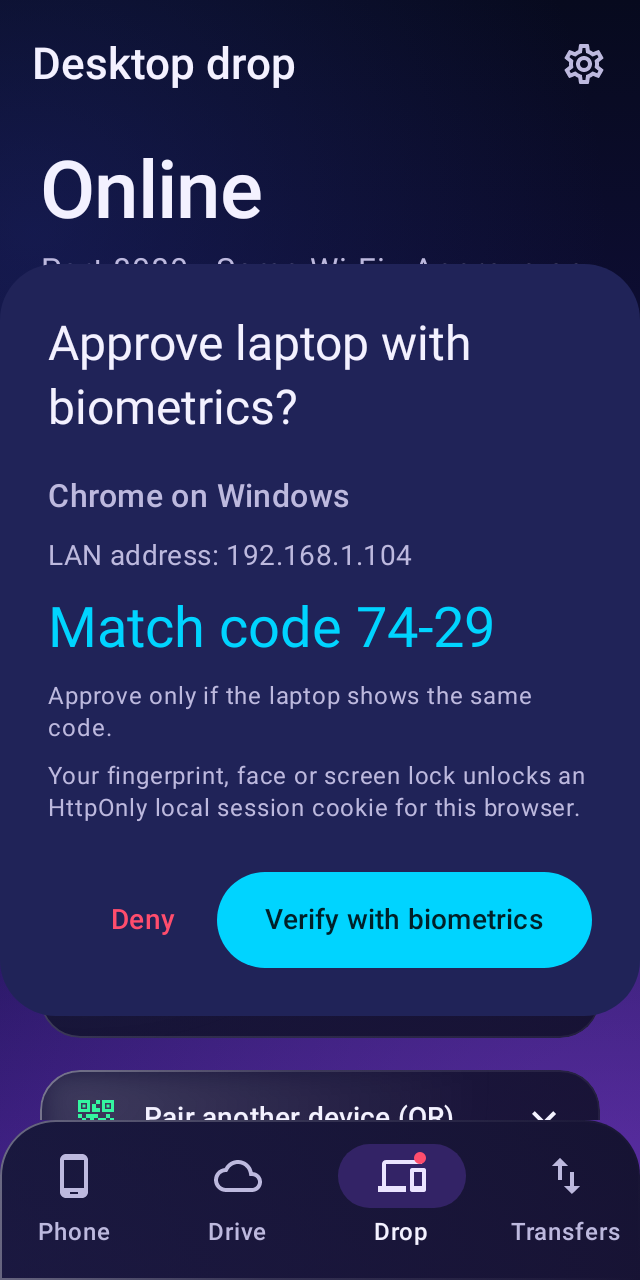 Desktop drop
Online
Approve laptop with
biometrics?
Chrome on Windows
LAN address: 192.168.1.104
Match code 74-29
Approve only if the laptop shows the same
code.
Your fingerprint, face or screen lock unlocks an
HttpOnly local session cookie for this browser.
Deny
Verify with biometrics
Pair another device (QR)
Phone
Drive
Drop
Transfers